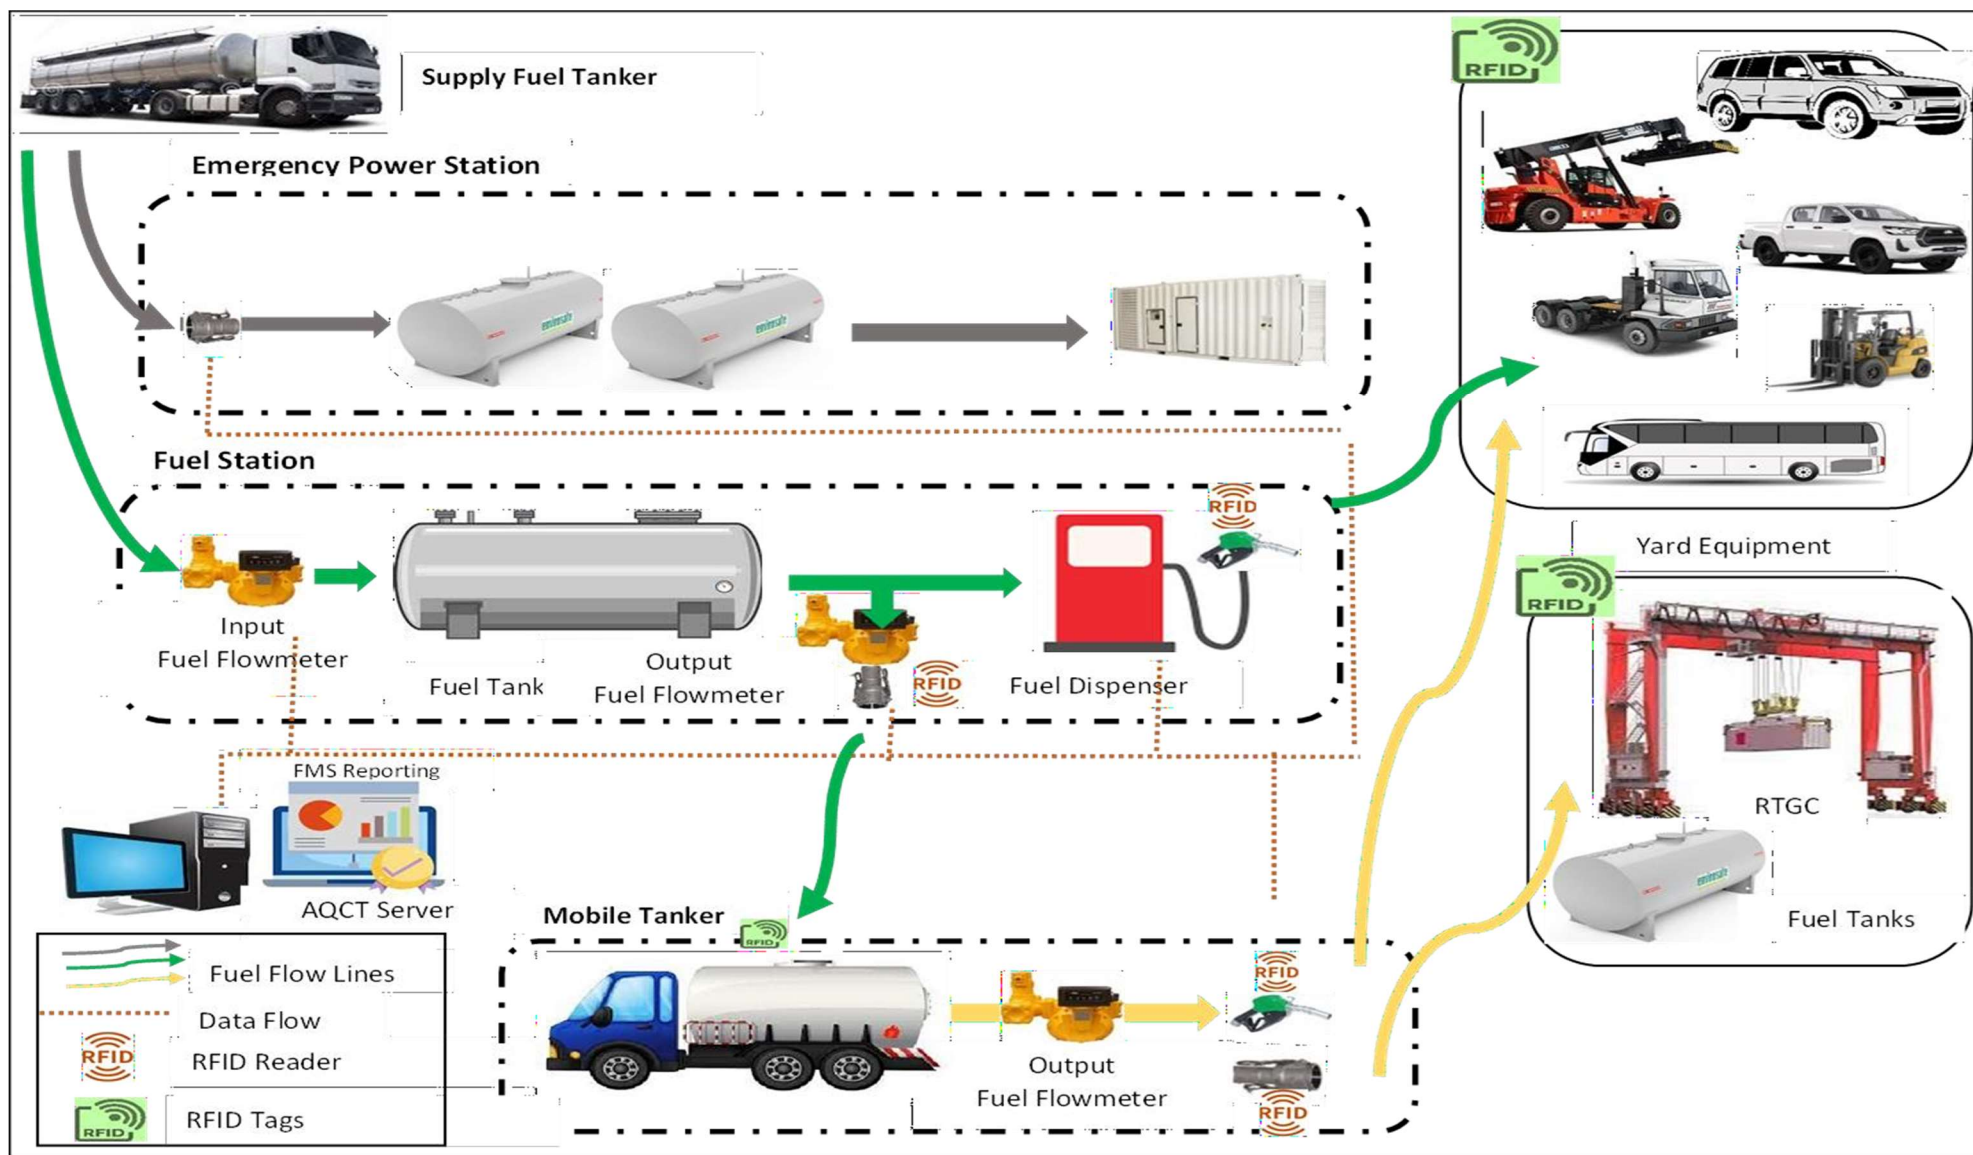 RFID
Supply Fuel Tanker
Emergency Power Station
Fuel Station
RFID
Input
Fuel Flowmeter
Fuel Tank
Output
Fuel Flowmeter
RFID
Fuel Dispenser
Yard Equipment
RFID
RTGC
Fuel Tanks
FMS Reporting
AQCT Server
Mobile Tanker
RFID
RFID
Output
Fuel Flowmeter
RFID
Fuel Flow Lines
Data Flow
RFID
RFID Reader
RFID
RFID Tags